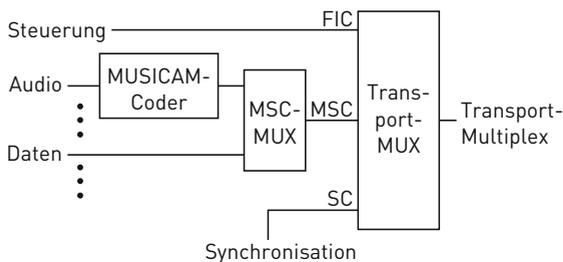 FIC
Steuerung
Audio
MUSICAM-
Coder
MSC-
MUX
MSC
Trans-
port-
MUX
Transport-
Multiplex
Daten
SC
Synchronisation